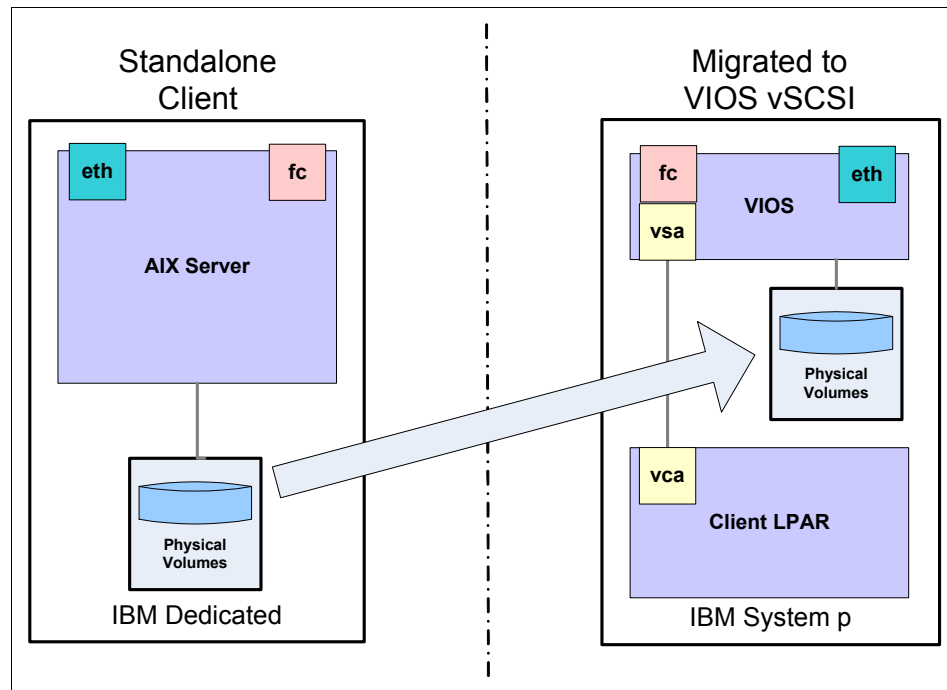 Standalone
Client
eth
fc
AIX Server
Physical
Volumes
IBM Dedicated
Migrated to
VIOS vSCSI
fc
eth
VIOS
vsa
Physical
Volumes
vca
Client LPAR
IBM System p